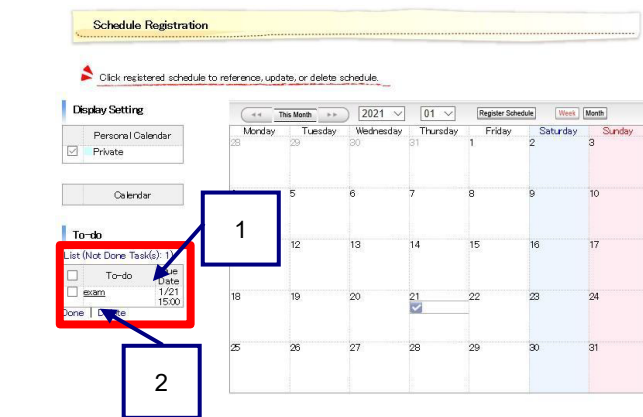 Schedule Registration
Click registered schedule to reference, update, or delete schedule.
Display Setting
Personal Calendar
Private
Calendar
To-do
List (Not Done Task(s): 1)
To-do
Date
exam
1/21
15:00
1
2
This Month
2021
01
Register Schedule
Week
Month
Monday Tuesday Wednesday Thursday Friday Saturday Sunday
28 29 30 31 1 2 3
5 6 7 8 9 10
12 13 14 15 16 17
18 19 20 21 22 23 24
25 26 27 28 29 30 31